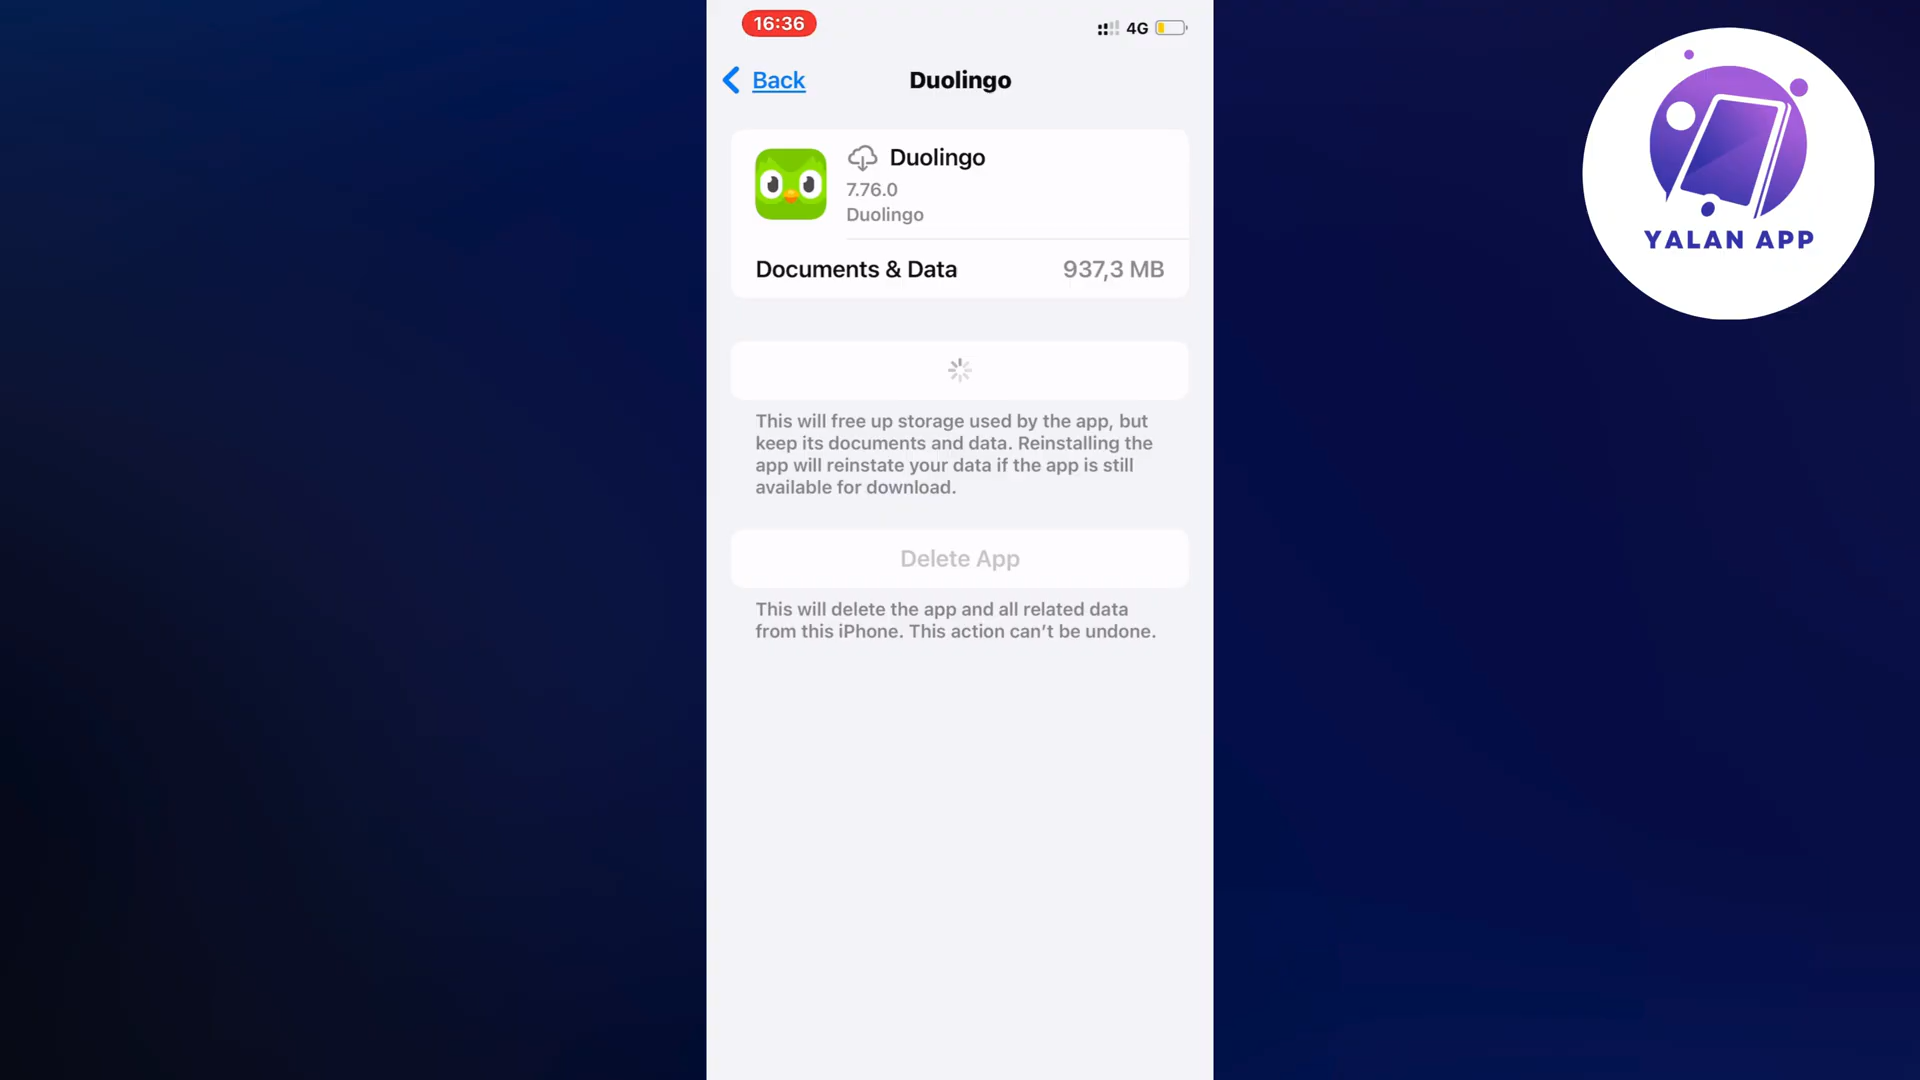 16:36
4G
Back
Duolingo
Duolingo
7.76.0
Duolingo
Documents & Data
937,3 MB
This will free up storage used by the app, but
keep its documents and data. Reinstalling the
app will reinstate your data if the app is still
available for download.
Delete App
This will delete the app and all related data
from this iPhone. This action can’t be undone.
YALAN APP